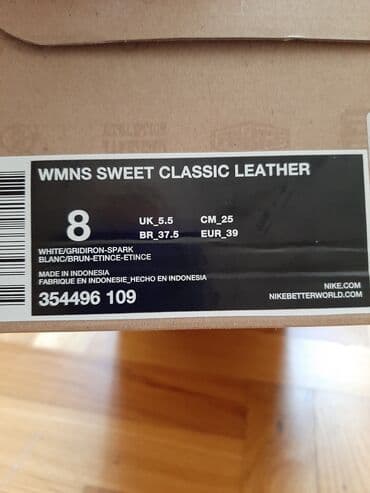 WMNS SWEET CLASSIC LEATHER
8
UK_5.5 CM_25
BR_37.5 EUR_39
WHITE/GRIDIRON-SPARK
BLANC/BRUN-ETINCE-ETINCE
MADE IN INDONESIA
FABRIQUE EN INDONESIE_HECHO EN INDONESIA
354496 109
NIKE.COM
NIKEBETTERWORLD.COM